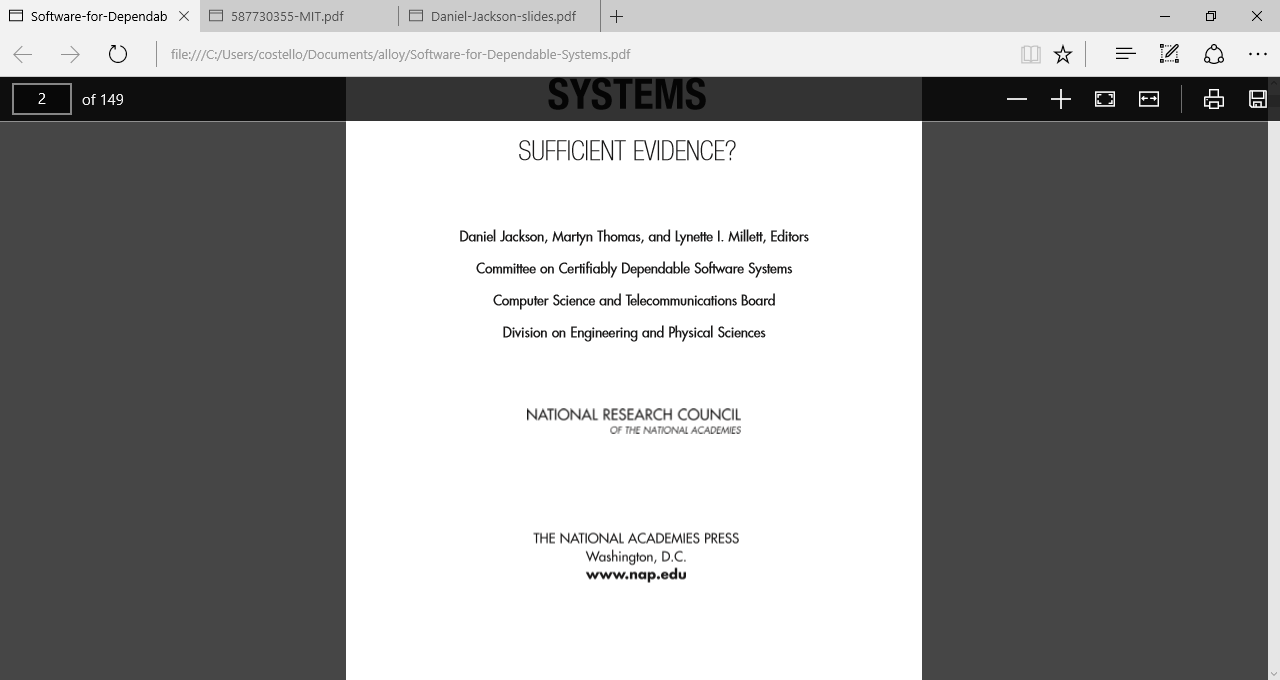 Software-for-Dependab
587730355-MIT.pdf
Daniel-Jackson-slides.pdf
file:///C:/Users/costello/Documents/alloy/Software-for-Dependable-Systems.pdf
2 of 149
SYSTEMS
SUFFICIENT EVIDENCE?
Daniel Jackson, Martyn Thomas, and Lynette I. Millett, Editors
Committee on Certifiably Dependable Software Systems
Computer Science and Telecommunications Board
Division on Engineering and Physical Sciences
NATIONAL RESEARCH COUNCIL
OF THE NATIONAL ACADEMIES
THE NATIONAL ACADEMIES PRESS
Washington, D.C.
www.nap.edu